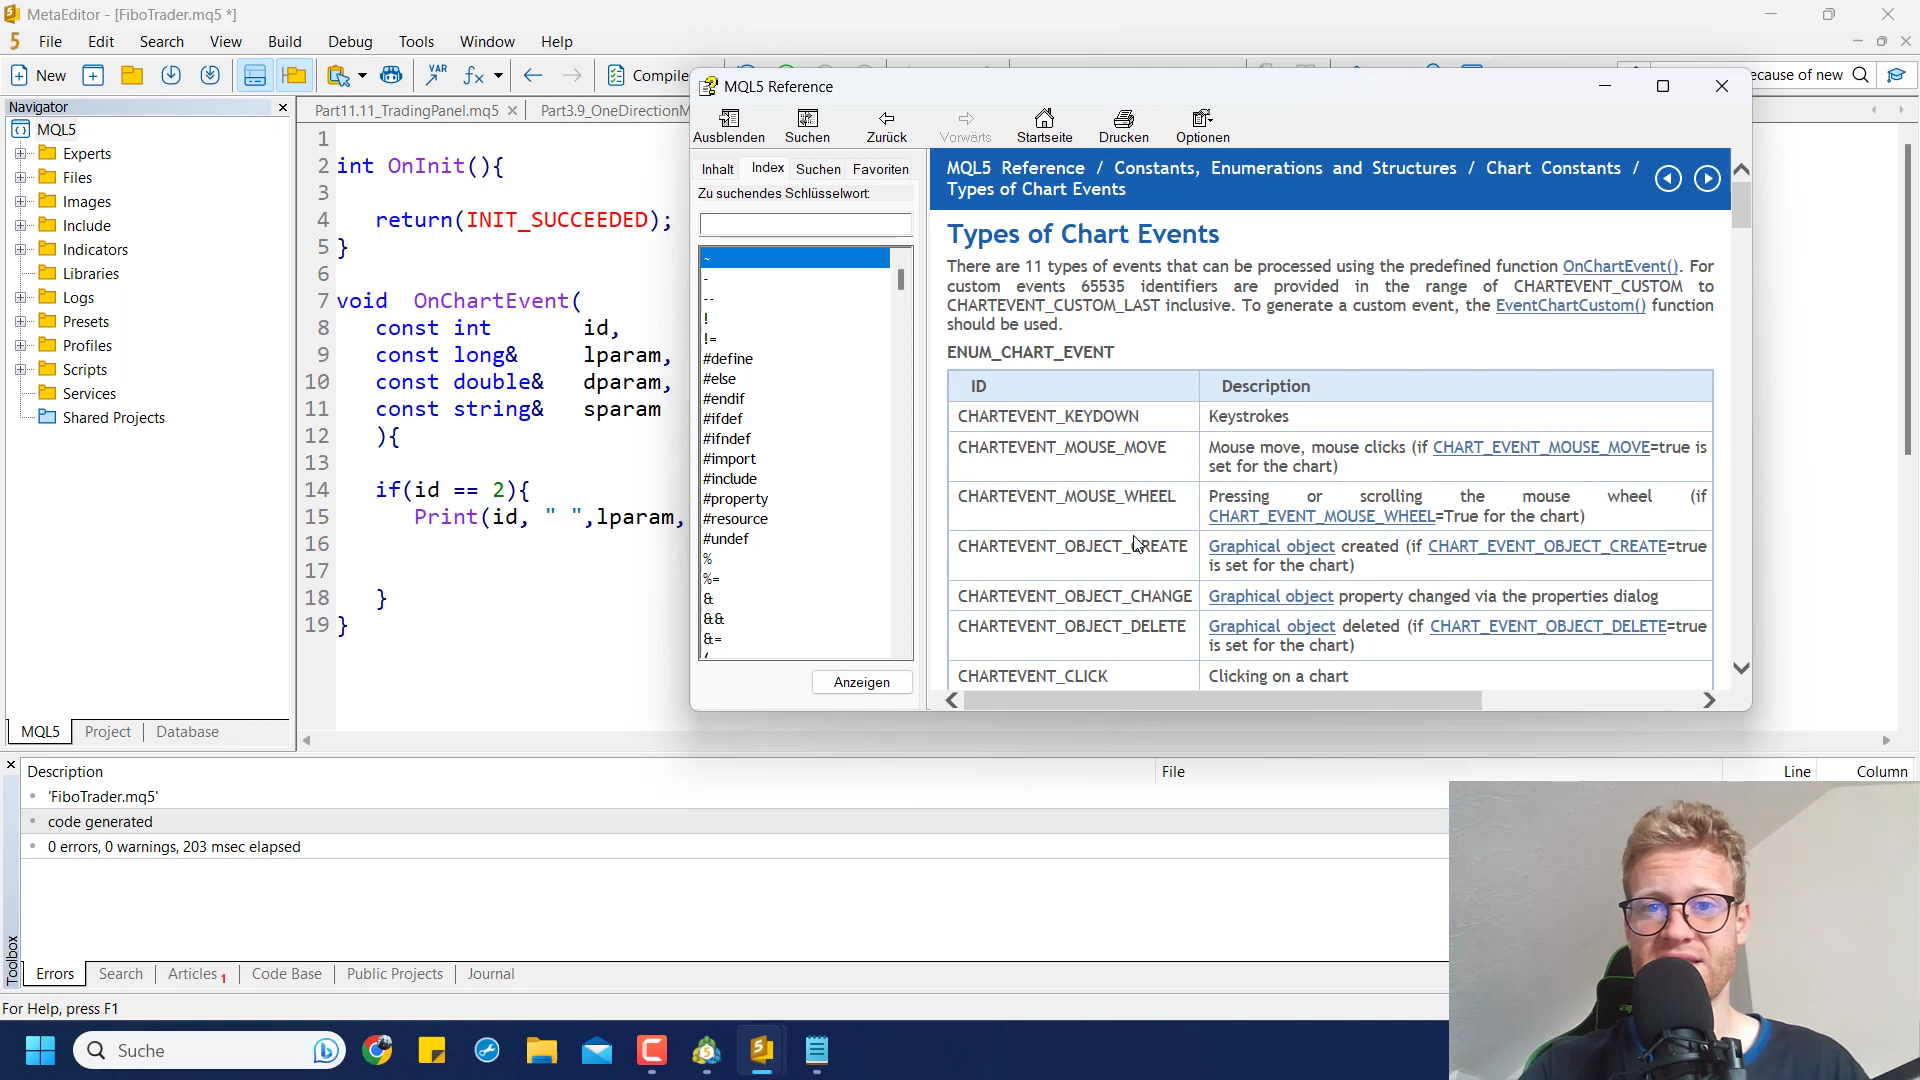 MetaEditor - [FiboTrader.mq5 *]
File Edit Search View Build Debug Tools Window Help
New
VAR
Compile
ecause of new
Navigator
MQL5
Experts
Files
Images
Include
Indicators
Libraries
Logs
Presets
Profiles
Scripts
Services
Shared Projects
MQL5 Project Database
Part11.11_TradingPanel.mq5
Part3.9_OneDirectionM
1
2 int OnInit(){
3
4 return(INIT_SUCCEEDED);
5 }
6
7 void OnChartEvent(
8 const int id,
9 const long& lparam,
10 const double& dparam,
11 const string& sparam
12 ){
13
14 if(id == 2){
15 Print(id, " ",lparam,
16
17
18 }
19 }
MQL5 Reference
Ausblenden Suchen Zurück Vorwärts Startseite Drucken Optionen
Inhalt Index Suchen Favoriten
Zu suchendes Schlüsselwort:
~
-
--
!
!=
#define
#else
#endif
#ifdef
#ifndef
#import
#include
#property
#resource
#undef
%
%=
&
&&
&=
(
Anzeigen
MQL5 Reference / Constants, Enumerations and Structures / Chart Constants /
Types of Chart Events
Types of Chart Events
There are 11 types of events that can be processed using the predefined function OnChartEvent(). For
custom events 65535 identifiers are provided in the range of CHARTEVENT_CUSTOM to
CHARTEVENT_CUSTOM_LAST inclusive. To generate a custom event, the EventChartCustom() function
should be used.
ENUM_CHART_EVENT
ID Description
CHARTEVENT_KEYDOWN Keystrokes
CHARTEVENT_MOUSE_MOVE Mouse move, mouse clicks (if CHART_EVENT_MOUSE_MOVE=true is
set for the chart)
CHARTEVENT_MOUSE_WHEEL Pressing or scrolling the mouse wheel (if
CHART_EVENT_MOUSE_WHEEL=True for the chart)
CHARTEVENT_OBJECT_CREATE Graphical object created (if CHART_EVENT_OBJECT_CREATE=true
is set for the chart)
CHARTEVENT_OBJECT_CHANGE Graphical object property changed via the properties dialog
CHARTEVENT_OBJECT_DELETE Graphical object deleted (if CHART_EVENT_OBJECT_DELETE=true
is set for the chart)
CHARTEVENT_CLICK Clicking on a chart
Description File Line Column
'FiboTrader.mq5'
code generated
0 errors, 0 warnings, 203 msec elapsed
Toolbox
Errors Search Articles 1 Code Base Public Projects Journal
For Help, press F1
Suche